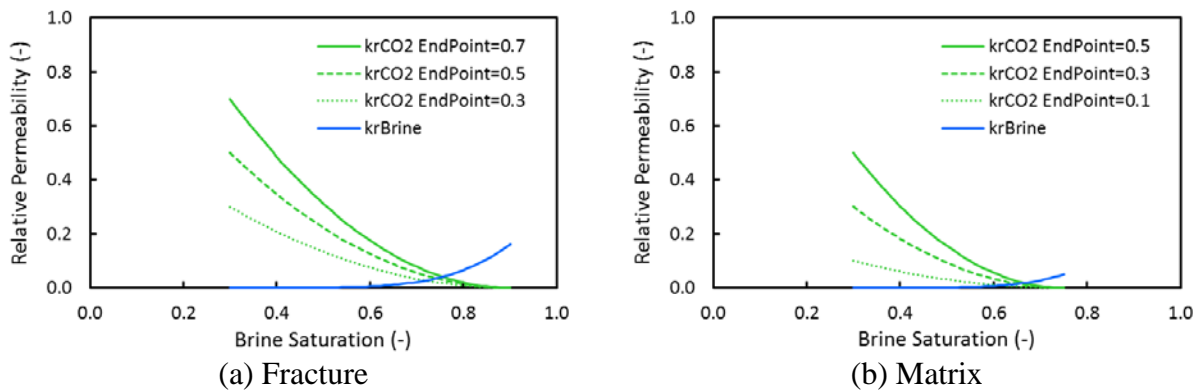 1.0
0.8
0.6
0.4
0.2
0.0
Relative Permeability (-)
krCO2 EndPoint=0.7
krCO2 EndPoint=0.5
krCO2 EndPoint=0.3
krBrine
0.0 0.2 0.4 0.6 0.8 1.0
Brine Saturation (-)
(a) Fracture
1.0
0.8
0.6
0.4
0.2
0.0
Relative Permeability (-)
krCO2 EndPoint=0.5
krCO2 EndPoint=0.3
krCO2 EndPoint=0.1
krBrine
0.0 0.2 0.4 0.6 0.8 1.0
Brine Saturation (-)
(b) Matrix